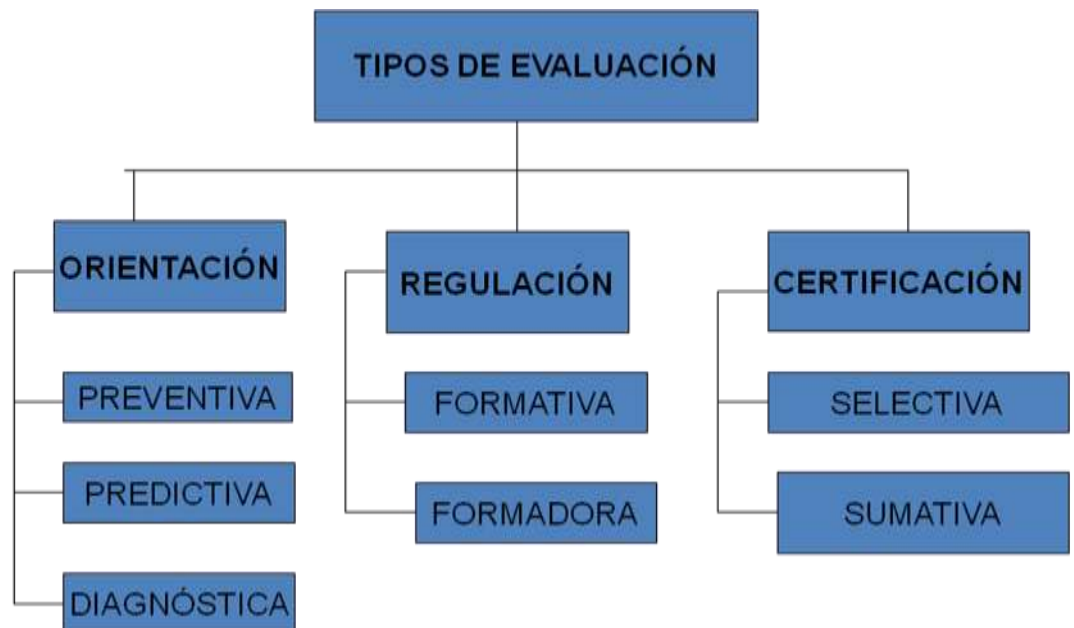 TIPOS DE EVALUACIÓN
ORIENTACIÓN
PREVENTIVA
PREDICTIVA
DIAGNÓSTICA
REGULACIÓN
FORMATIVA
FORMADORA
CERTIFICACIÓN
SELECTIVA
SUMATIVA